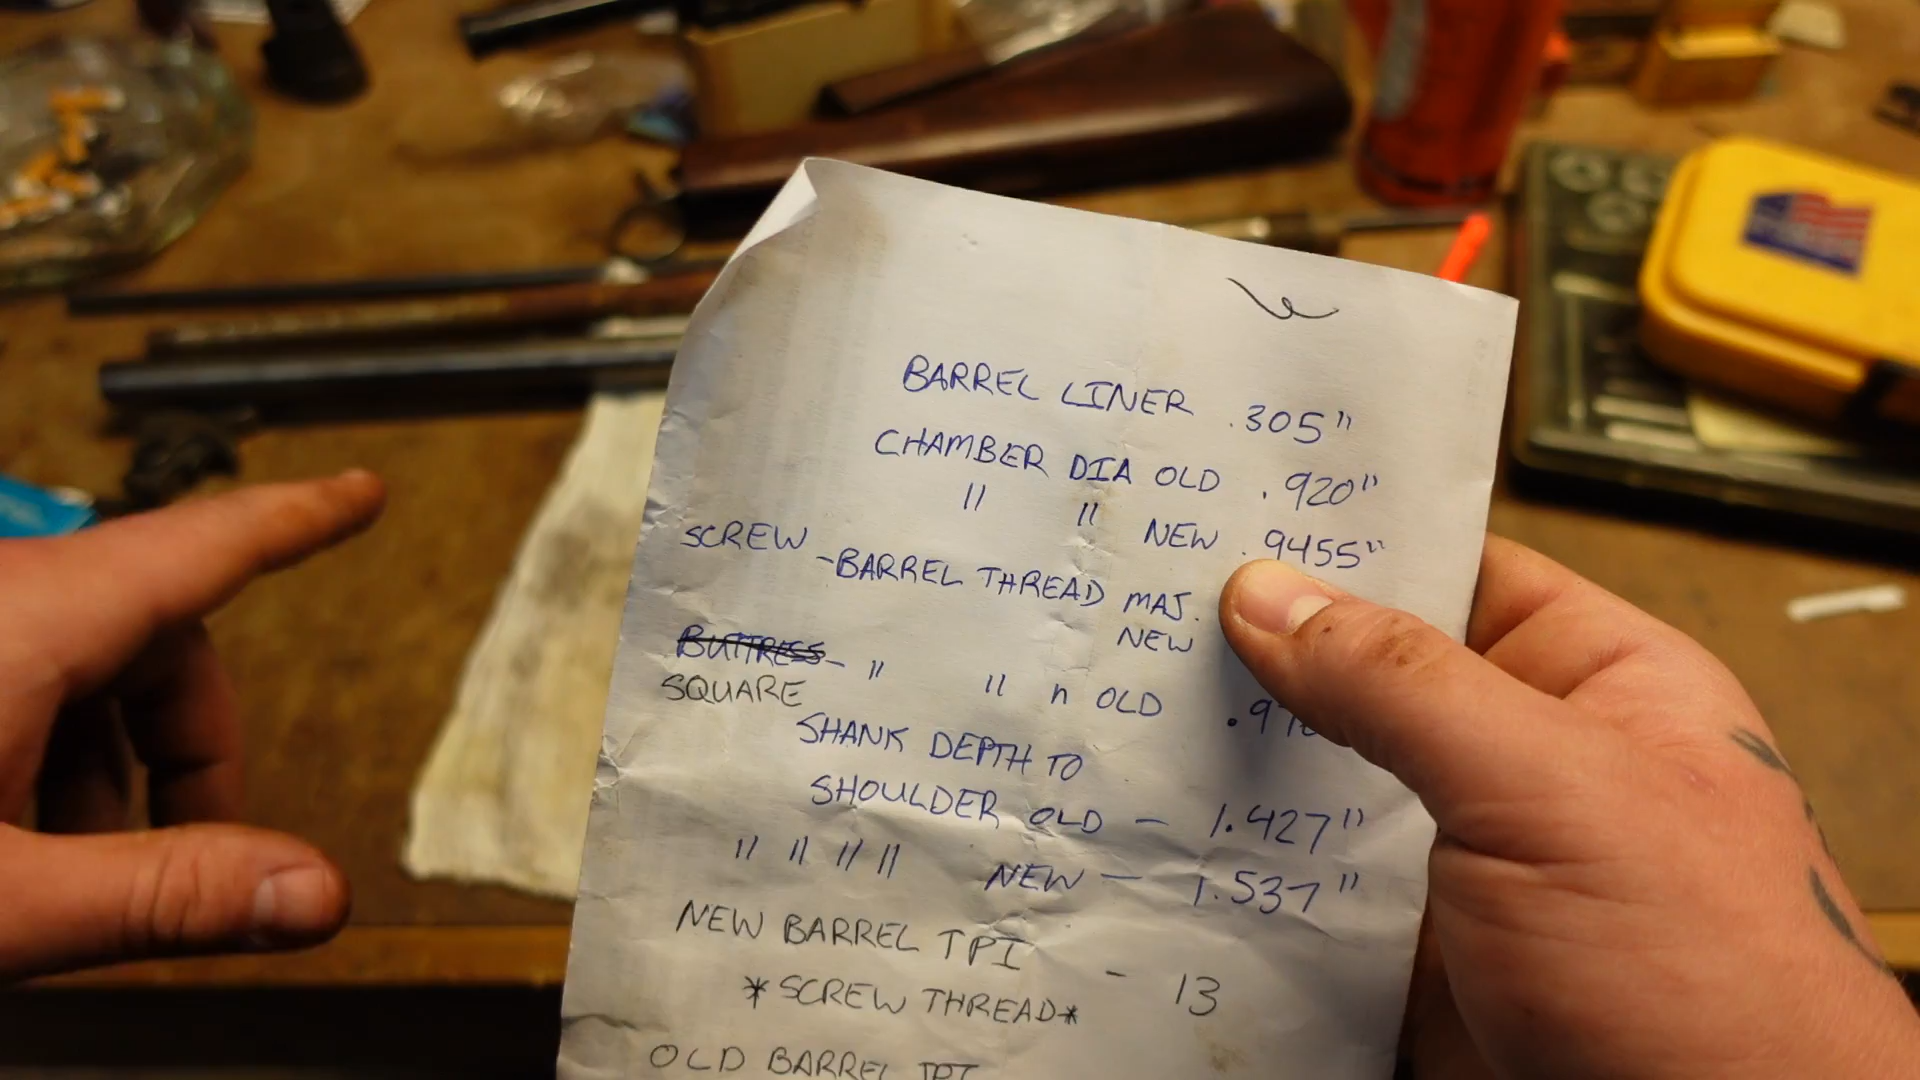 BARREL LINER .305"
CHAMBER DIA OLD .920"
" " NEW .9455"
SCREW -BARREL THREAD MAJ.
NEW
BUTTRESS- " " " OLD
SQUARE
SHANK DEPTH TO
SHOULDER OLD - 1.427"
" " " " NEW - 1.537"
NEW BARREL TPI - 13
*SCREW THREAD*
OLD BARREL TPI